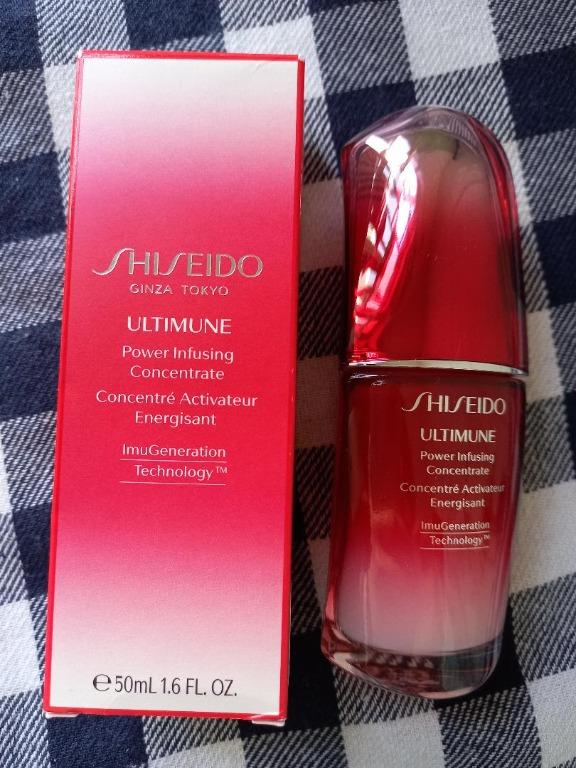 SHISEIDO
GINZA TOKYO
ULTIMUNE
Power Infusing
Concentrate
Concentré Activateur
Energisant
ImuGeneration
Technology™
℮50mL 1.6 FL. OZ.
SHISEIDO
ULTIMUNE
Power Infusing
Concentrate
Concentré Activateur
Energisant
ImuGeneration
Technology™